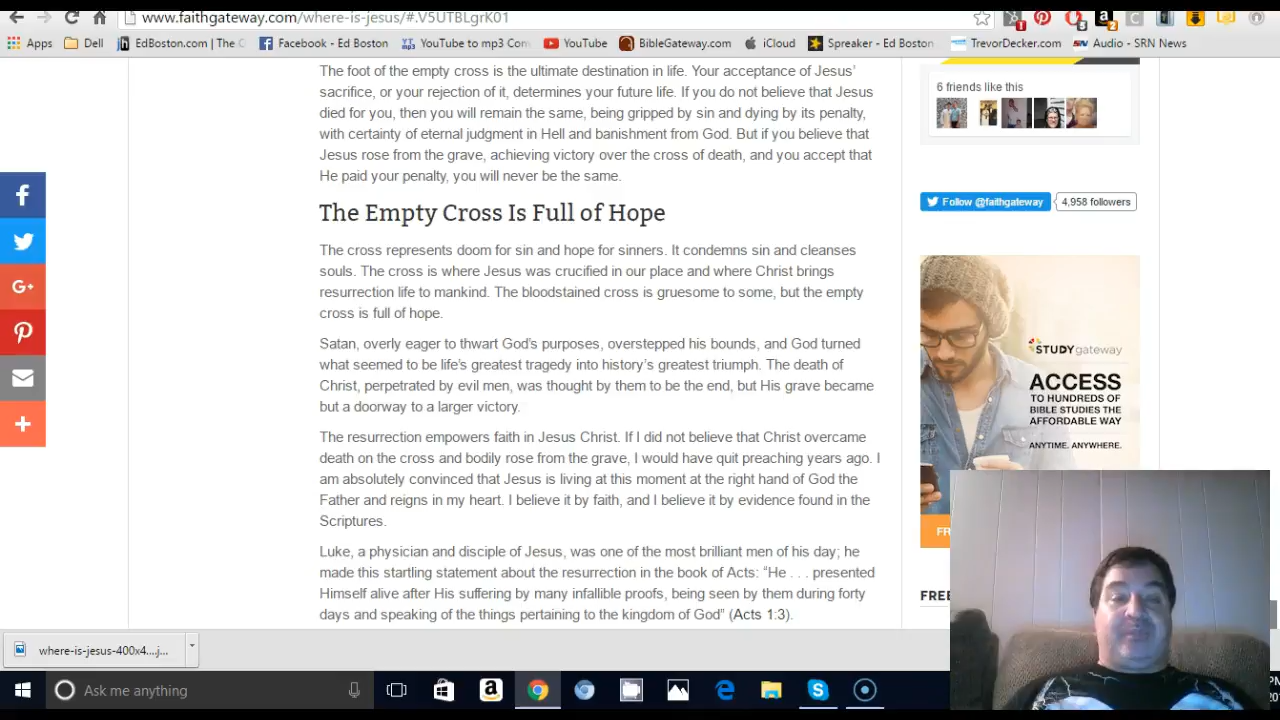 www.faithgateway.com/where-is-jesus/#.V5UTBLgrK01
1
5
2
Apps
Dell
EdBoston.com | The C
Facebook - Ed Boston
YouTube to mp3 Con
YouTube
BibleGateway.com
iCloud
Spreaker - Ed Boston
TrevorDecker.com
Audio - SRN News
The foot of the empty cross is the ultimate destination in life. Your acceptance of Jesus’
sacrifice, or your rejection of it, determines your future life. If you do not believe that Jesus
died for you, then you will remain the same, being gripped by sin and dying by its penalty,
with certainty of eternal judgment in Hell and banishment from God. But if you believe that
Jesus rose from the grave, achieving victory over the cross of death, and you accept that
He paid your penalty, you will never be the same.
The Empty Cross Is Full of Hope
The cross represents doom for sin and hope for sinners. It condemns sin and cleanses
souls. The cross is where Jesus was crucified in our place and where Christ brings
resurrection life to mankind. The bloodstained cross is gruesome to some, but the empty
cross is full of hope.
Satan, overly eager to thwart God’s purposes, overstepped his bounds, and God turned
what seemed to be life’s greatest tragedy into history’s greatest triumph. The death of
Christ, perpetrated by evil men, was thought by them to be the end, but His grave became
but a doorway to a larger victory.
The resurrection empowers faith in Jesus Christ. If I did not believe that Christ overcame
death on the cross and bodily rose from the grave, I would have quit preaching years ago. I
am absolutely convinced that Jesus is living at this moment at the right hand of God the
Father and reigns in my heart. I believe it by faith, and I believe it by evidence found in the
Scriptures.
Luke, a physician and disciple of Jesus, was one of the most brilliant men of his day; he
made this startling statement about the resurrection in the book of Acts: “He . . . presented
Himself alive after His suffering by many infallible proofs, being seen by them during forty
days and speaking of the things pertaining to the kingdom of God” (Acts 1:3).
6 friends like this
Follow @faithgateway
4,958 followers
STUDYgateway
ACCESS
TO HUNDREDS OF
BIBLE STUDIES THE
AFFORDABLE WAY
ANYTIME. ANYWHERE.
FR
FREE
where-is-jesus-400x4....j...
Ask me anything